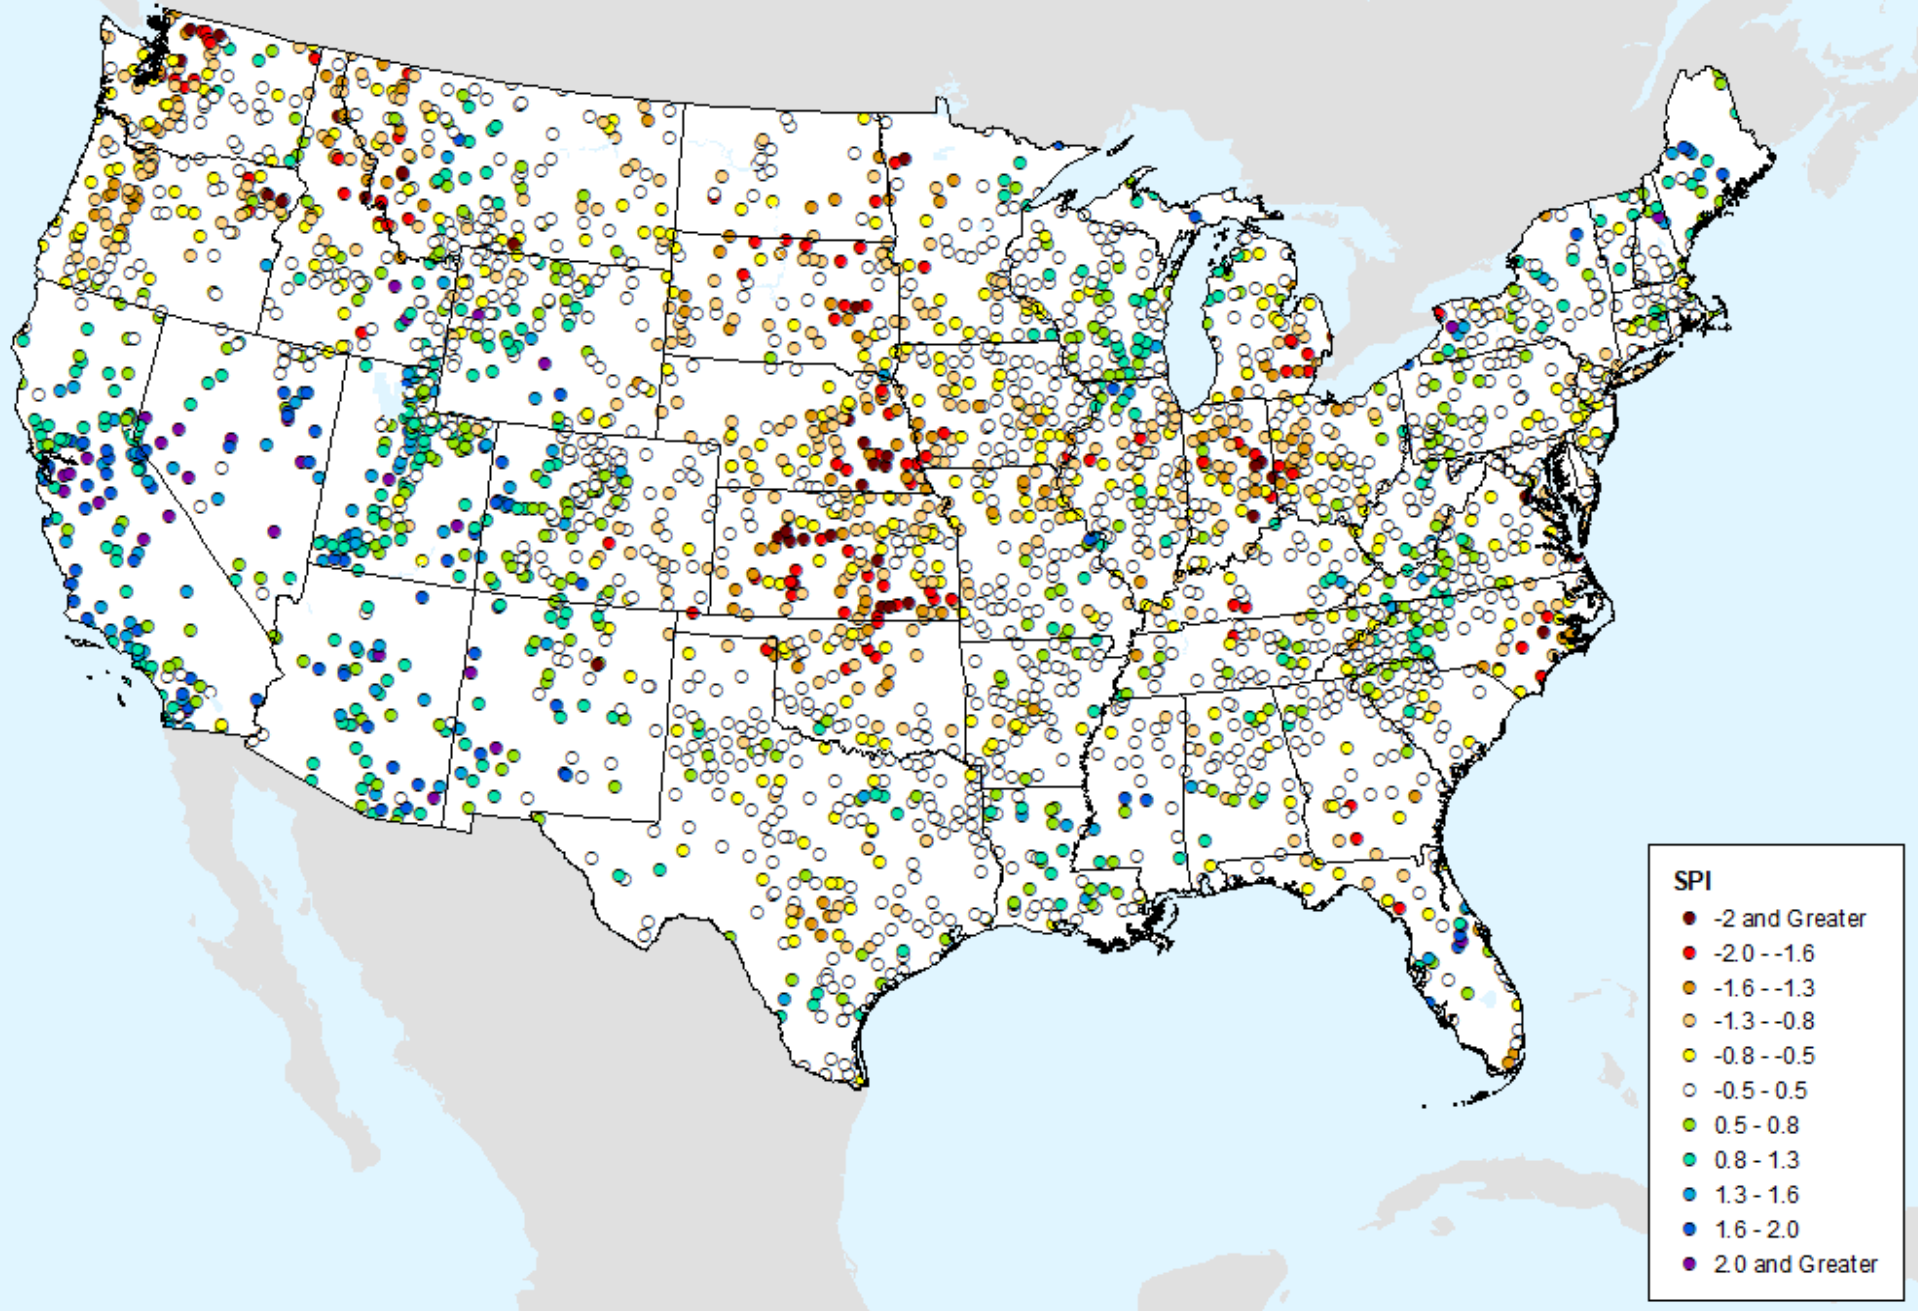 SPI
-2 and Greater
-2.0 - -1.6
-1.6 - -1.3
-1.3 - -0.8
-0.8 - -0.5
-0.5 - 0.5
0.5 - 0.8
0.8 - 1.3
1.3 - 1.6
1.6 - 2.0
2.0 and Greater